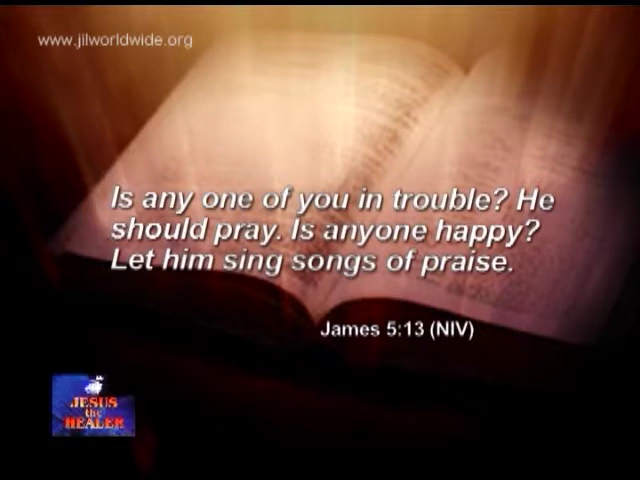 www.jilworldwide.org
Is any one of you in trouble? He
should pray. Is anyone happy?
Let him sing songs of praise.
James 5:13 (NIV)
JESUS
the
HEALER